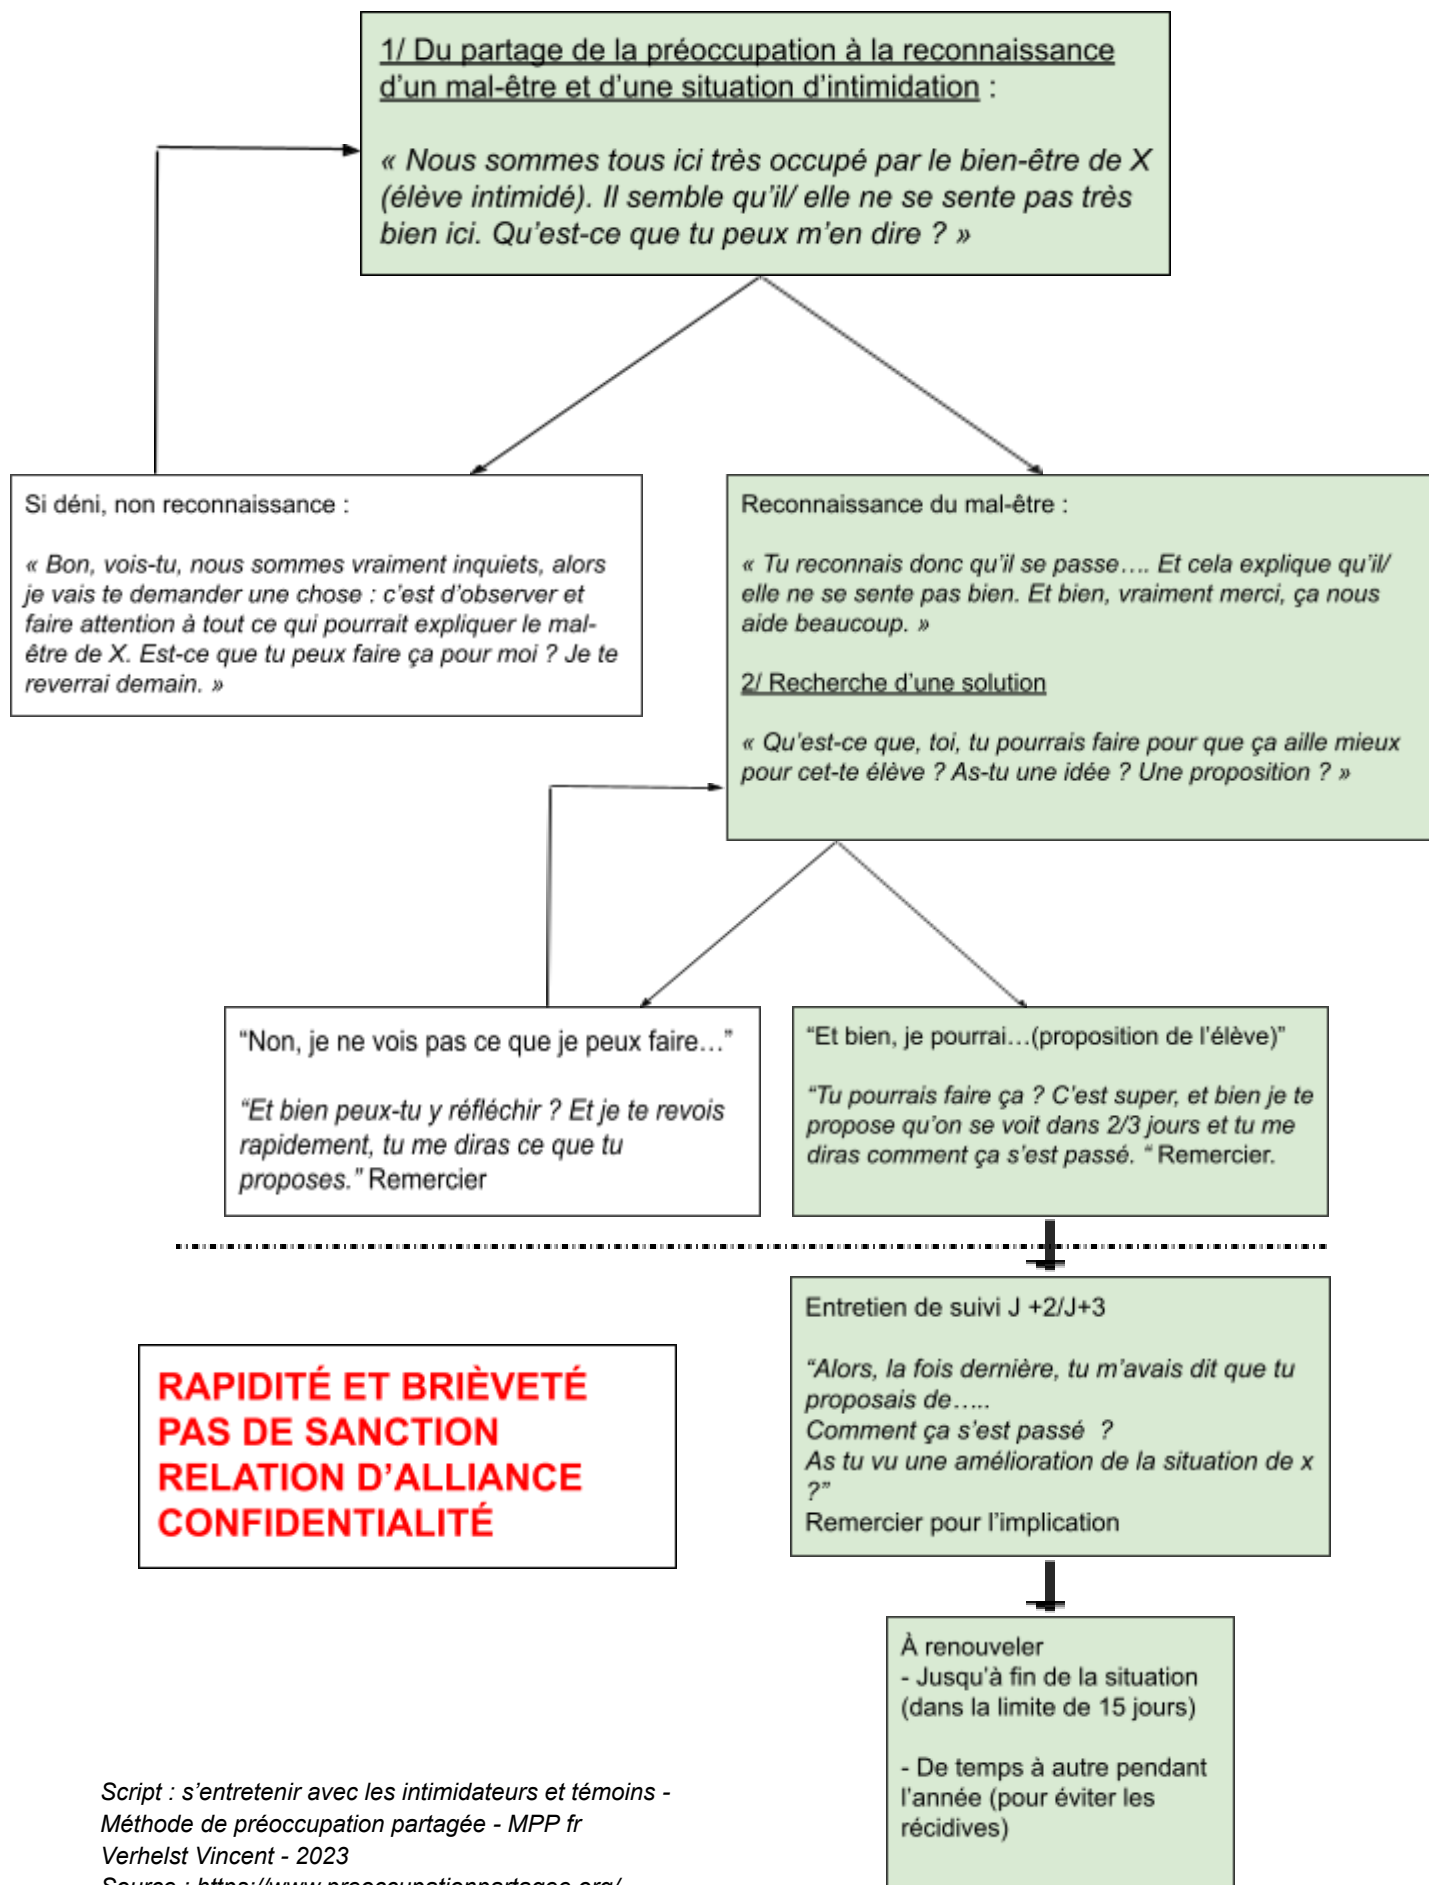 1/ Du partage de la préoccupation à la reconnaissance
d’un mal-être et d’une situation d’intimidation :
« Nous sommes tous ici très occupé par le bien-être de X
(élève intimidé). Il semble qu’il/ elle ne se sente pas très
bien ici. Qu’est-ce que tu peux m’en dire ? »
Si déni, non reconnaissance :
« Bon, vois-tu, nous sommes vraiment inquiets, alors
je vais te demander une chose : c’est d’observer et
faire attention à tout ce qui pourrait expliquer le mal-
être de X. Est-ce que tu peux faire ça pour moi ? Je te
reverrai demain. »
Reconnaissance du mal-être :
« Tu reconnais donc qu’il se passe…. Et cela explique qu’il/
elle ne se sente pas bien. Et bien, vraiment merci, ça nous
aide beaucoup. »
2/ Recherche d’une solution
« Qu’est-ce que, toi, tu pourrais faire pour que ça aille mieux
pour cet-te élève ? As-tu une idée ? Une proposition ? »
“Non, je ne vois pas ce que je peux faire…”
“Et bien peux-tu y réfléchir ? Et je te revois
rapidement, tu me diras ce que tu
proposes.” Remercier
“Et bien, je pourrai…(proposition de l’élève)”
“Tu pourrais faire ça ? C’est super, et bien je te
propose qu’on se voit dans 2/3 jours et tu me
diras comment ça s’est passé. “ Remercier.
Entretien de suivi J +2/J+3
“Alors, la fois dernière, tu m’avais dit que tu
proposais de…..
Comment ça s’est passé ?
As tu vu une amélioration de la situation de x
?”
Remercier pour l’implication
RAPIDITÉ ET BRIÈVETÉ
PAS DE SANCTION
RELATION D’ALLIANCE
CONFIDENTIALITÉ
À renouveler
- Jusqu’à fin de la situation
(dans la limite de 15 jours)
- De temps à autre pendant
l’année (pour éviter les
récidives)
Script : s’entretenir avec les intimidateurs et témoins -
Méthode de préoccupation partagée - MPP fr
Verhelst Vincent - 2023
Source : https://www.preoccupationpartagee.org/